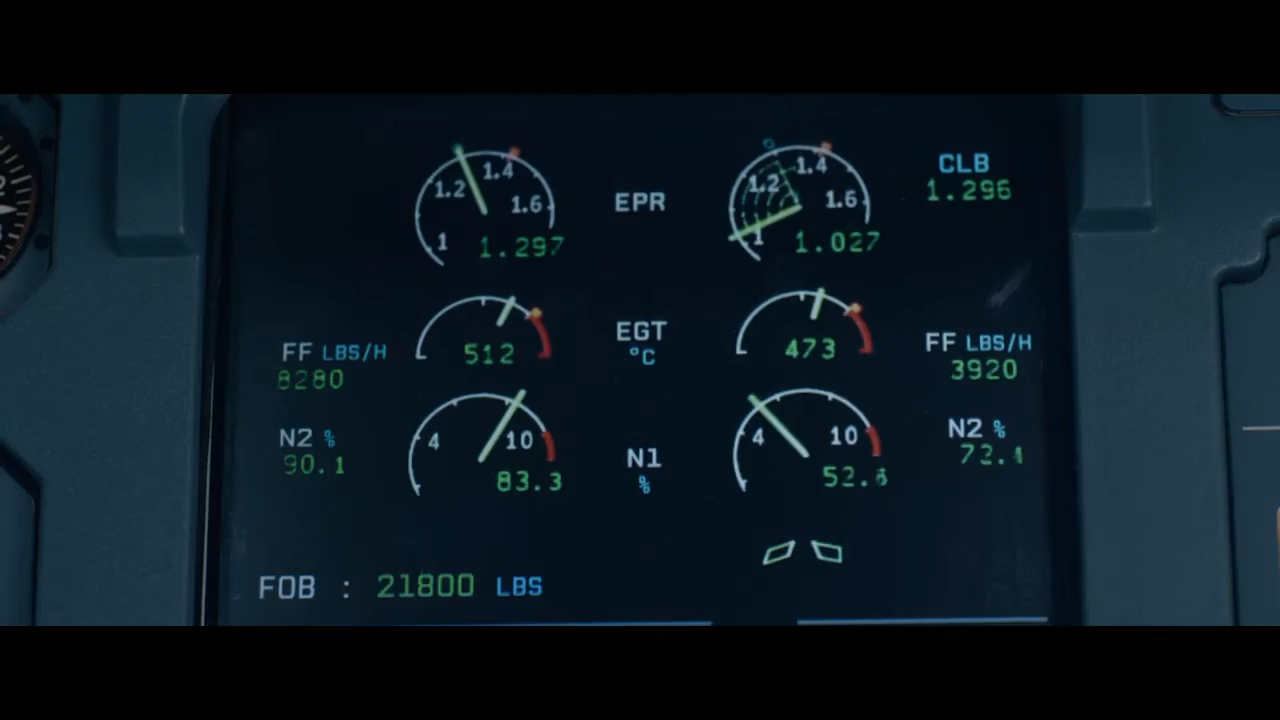 1.2 1.4 1.6 1 1.297
EPR
1.2 1.4 1.6 1 1.027
CLB
1.296
FF LBS/H
8280
512
EGT
°C
473
FF LBS/H
3920
N2 %
90.1
4 10
83.3
N1
%
4 10
N2 %
FOB : 21800 LBS